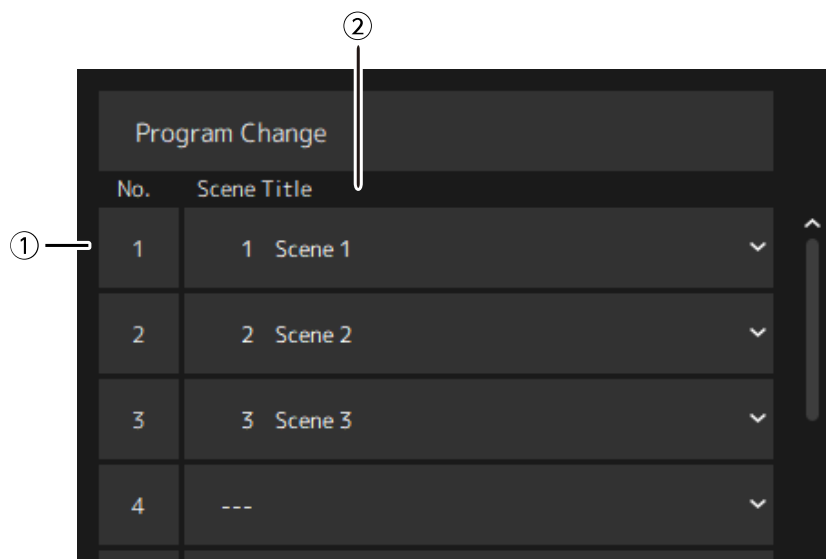 ②
Program Change
No. Scene Title
① 1 1 Scene 1
2 2 Scene 2
3 3 Scene 3
4 ---